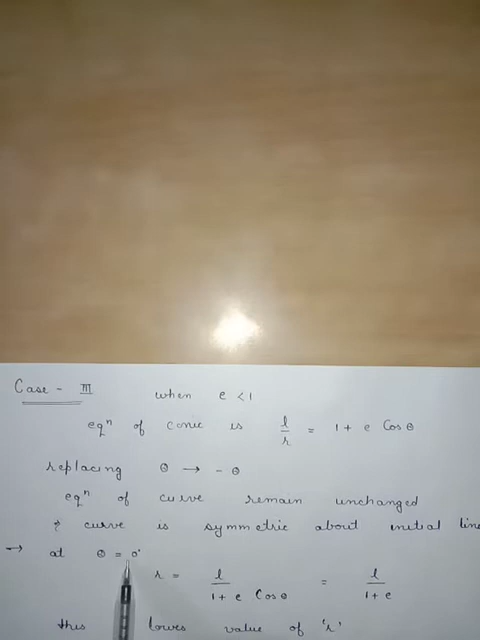 Case - III when e < 1
eqⁿ of conic is l/r = 1 + e Cos θ
replacing θ → - θ
eqⁿ of curve remain unchanged
curve is symmetric about initial line
→ at θ = 0°
r = l/(1 + e Cos θ) = l/(1 + e)
this lowes value of 'r'